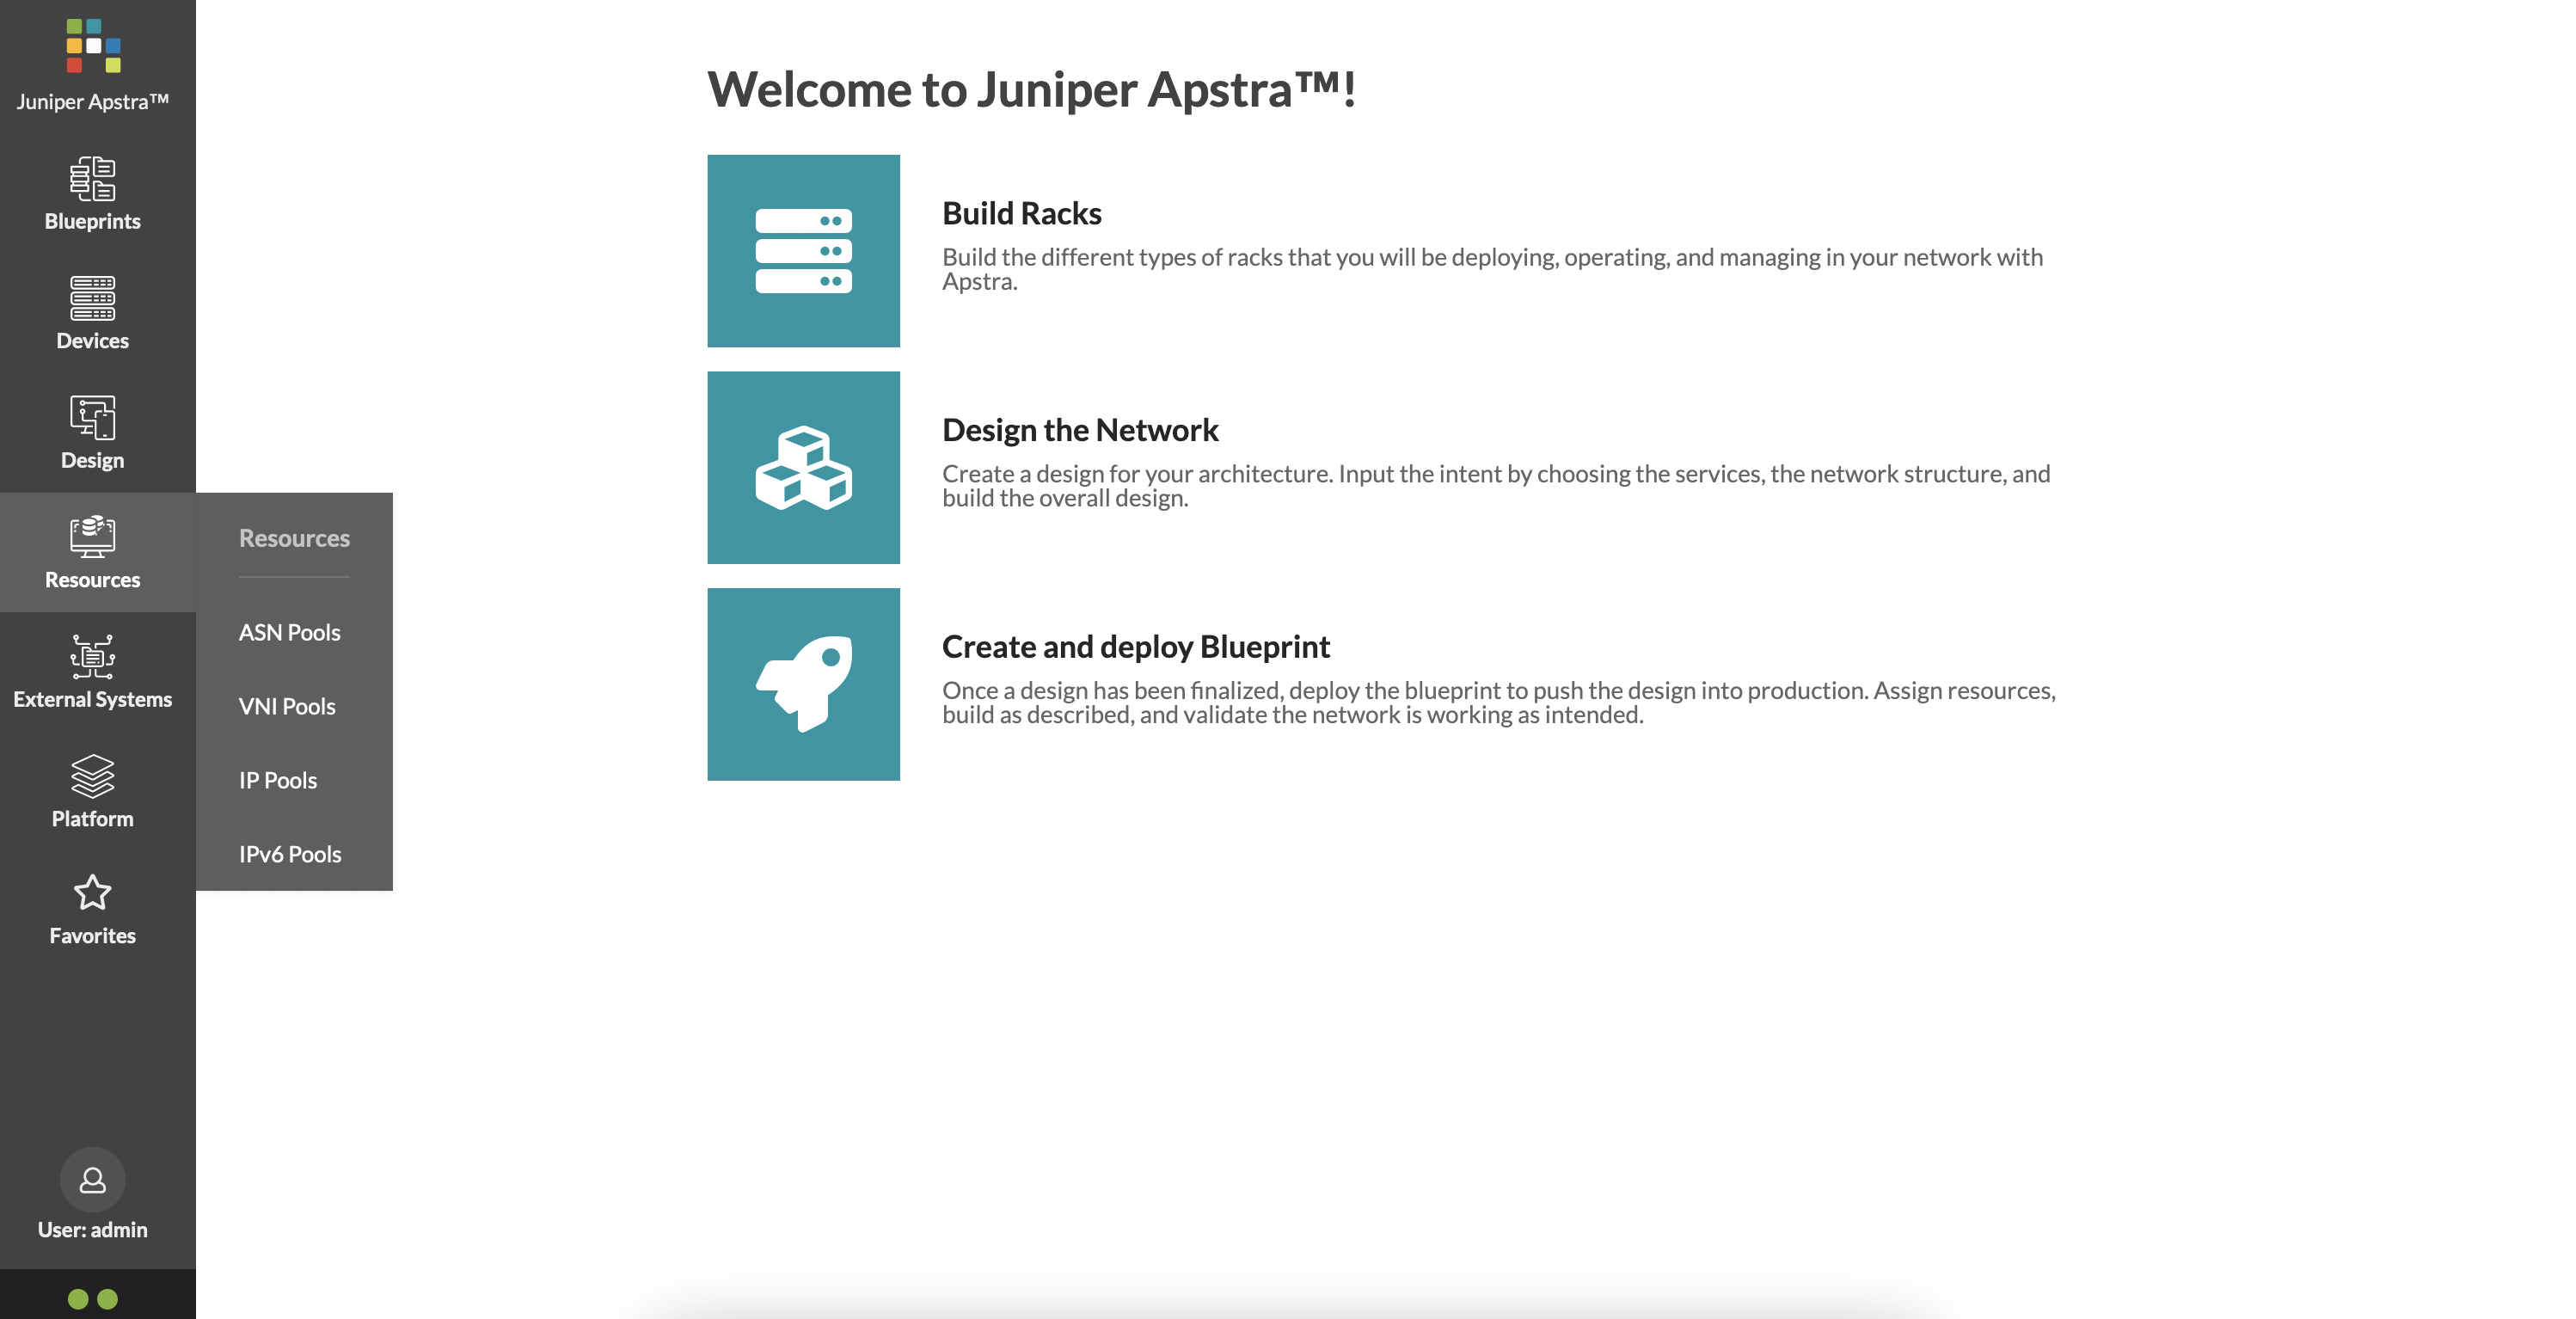 Juniper Apstra™
Blueprints
Devices
Design
Resources
External Systems
Platform
Favorites
User: admin
Resources
ASN Pools
VNI Pools
IP Pools
IPv6 Pools
Welcome to Juniper Apstra™!
Build Racks
Build the different types of racks that you will be deploying, operating, and managing in your network with
Apstra.
Design the Network
Create a design for your architecture. Input the intent by choosing the services, the network structure, and
build the overall design.
Create and deploy Blueprint
Once a design has been finalized, deploy the blueprint to push the design into production. Assign resources,
build as described, and validate the network is working as intended.